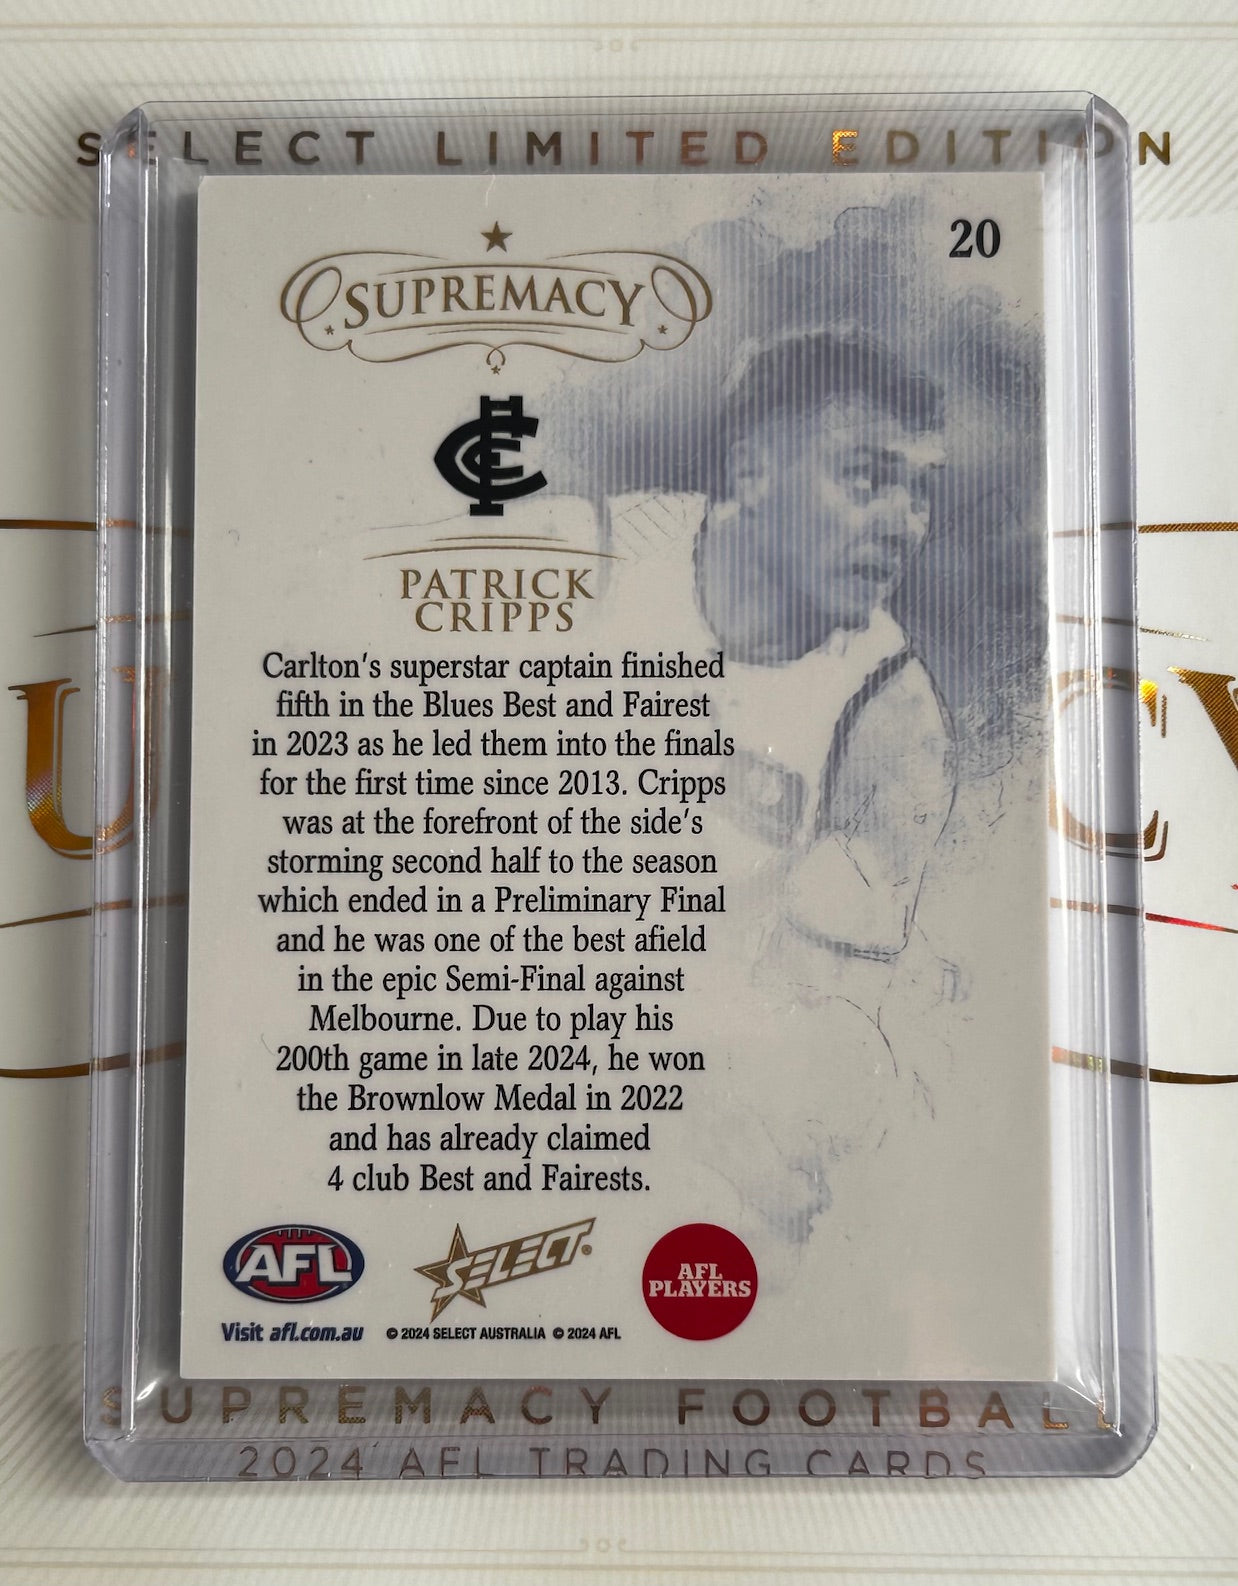 SELECT LIMITED EDITION
20
SUPREMACY
PATRICK
CRIPPS
Carlton's superstar captain finished
fifth in the Blues Best and Fairest
in 2023 as he led them into the finals
for the first time since 2013. Cripps
was at the forefront of the side's
storming second half to the season
which ended in a Preliminary Final
and he was one of the best afield
in the epic Semi-Final against
Melbourne. Due to play his
200th game in late 2024, he won
the Brownlow Medal in 2022
and has already claimed
4 club Best and Fairests.
AFL
SELECT
AFL
PLAYERS
Visit afl.com.au
© 2024 SELECT AUSTRALIA © 2024 AFL
SUPREMACY FOOTBALL
2024 AFL TRADING CARDS